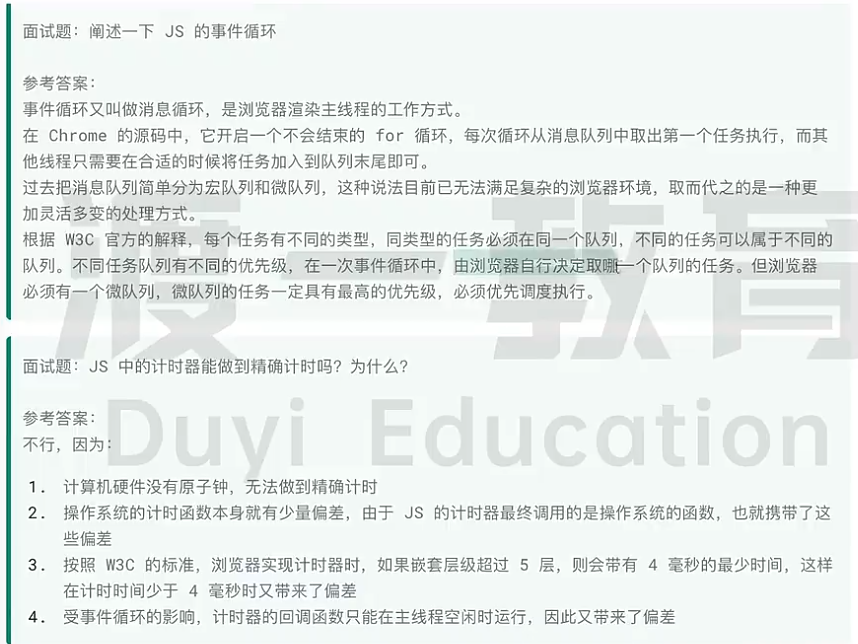 面试题：阐述一下 JS 的事件循环
参考答案：
事件循环又叫做消息循环，是浏览器渲染主线程的工作方式。
在 Chrome 的源码中，它开启一个不会结束的 for 循环，每次循环从消息队列中取出第一个任务执行，而其
他线程只需要在合适的时候将任务加入到队列末尾即可。
过去把消息队列简单分为宏队列和微队列，这种说法目前已无法满足复杂的浏览器环境，取而代之的是一种更
加灵活多变的处理方式。
根据 W3C 官方的解释，每个任务有不同的类型，同类型的任务必须在同一个队列，不同的任务可以属于不同的
队列。不同任务队列有不同的优先级，在一次事件循环中，由浏览器自行决定取哪一个队列的任务。但浏览器
必须有一个微队列，微队列的任务一定具有最高的优先级，必须优先调度执行。
渡一教育
面试题：JS 中的计时器能做到精确计时吗？为什么？
参考答案：
Duyi Education
不行，因为：
1. 计算机硬件没有原子钟，无法做到精确计时
2. 操作系统的计时函数本身就有少量偏差，由于 JS 的计时器最终调用的是操作系统的函数，也就携带了这
些偏差
3. 按照 W3C 的标准，浏览器实现计时器时，如果嵌套层级超过 5 层，则会带有 4 毫秒的最少时间，这样
在计时时间少于 4 毫秒时又带来了偏差
4. 受事件循环的影响，计时器的回调函数只能在主线程空闲时运行，因此又带来了偏差